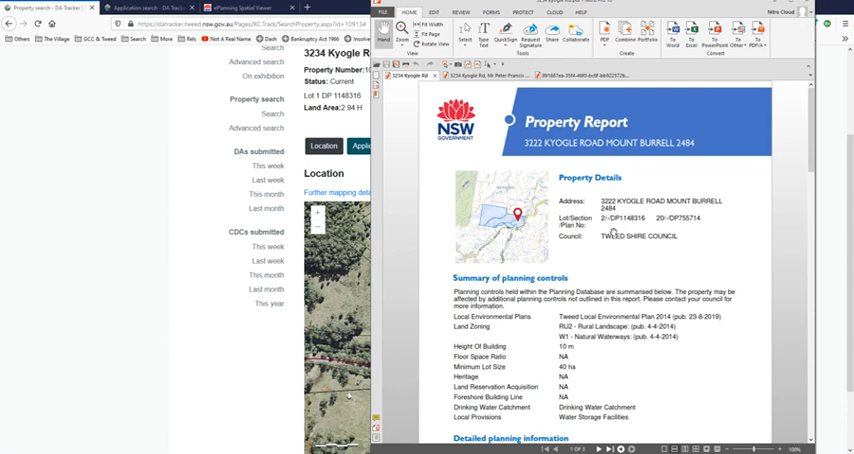 Property search - DA Tracker
Application search - DA Tracker
ePlanning Spatial Viewer
https://datracker.tweed.nsw.gov.au/Pages/XC.Track/SearchProperty.aspx?id=109134
Others
The Village
GCC & Tweed
Search
More
Rels
Not A Real Name
Dash
Bankruptcy Act 1966
Other Bookmarks
Search
Advanced search
On exhibition
Property search
Search
Advanced search
DAs submitted
This week
Last week
This month
Last month
CDCs submitted
This week
Last week
This month
Last month
This year
3234 Kyogle R
Property Number:10
Status: Current
Lot 1 DP 1148316
Land Area:2.94 H
Location
Applic
Location
Further mapping deta
FILE
HOME
EDIT
REVIEW
FORMS
PROTECT
CLOUD
HELP
Nitro Cloud
Hand
Zoom
Fit Width
Fit Page
Rotate View
View
Select
Type Text
QuickSign
Request Signature
Share
Collaborate
Tools
PDF
Combine
Portfolio
Create
To Word
To Excel
To PowerPoint
To Other
To PDF/A
Convert
3234 Kyogle Rd
3234 Kyogle Rd, Mr Peter Francis ...
NSW
GOVERNMENT
Property Report
3222 KYOGLE ROAD MOUNT BURRELL 2484
Property Details
Address: 3222 KYOGLE ROAD MOUNT BURRELL
2484
Lot/Section 2/-/DP1148316 20/-/DP755714
/Plan No:
Council: TWEED SHIRE COUNCIL
Summary of planning controls
Planning controls held within the Planning Database are summarised below. The property may be
affected by additional planning controls not outlined in this report. Please contact your council for
more information.
Local Environmental Plans Tweed Local Environmental Plan 2014 (pub. 23-8-2019)
Land Zoning RU2 - Rural Landscape: (pub. 4-4-2014)
W1 - Natural Waterways: (pub. 4-4-2014)
Height Of Building 10 m
Floor Space Ratio NA
Minimum Lot Size 40 ha
Heritage NA
Land Reservation Acquisition NA
Foreshore Building Line NA
Drinking Water Catchment Drinking Water Catchment
Local Provisions Water Storage Facilities
Detailed planning information
1 OF 3
100%